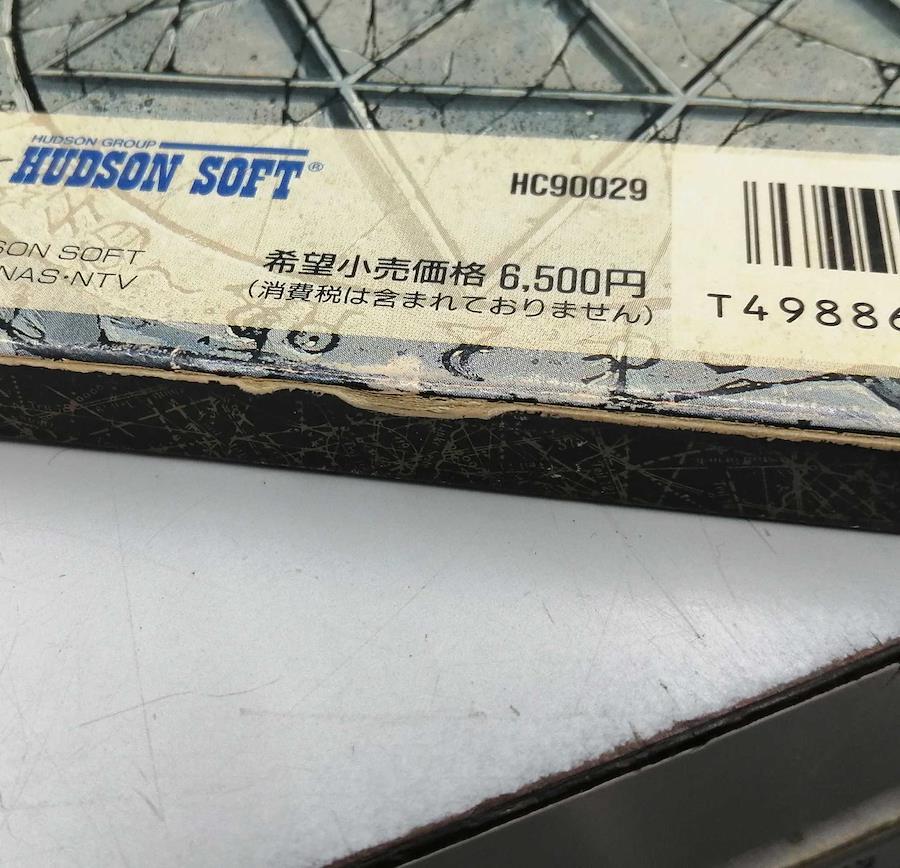 HUDSON GROUP
HUDSON SOFT®
HC90029
SON SOFT
NAS・NTV
希望小売価格 6,500円
(消費税は含まれておりません)
T49886